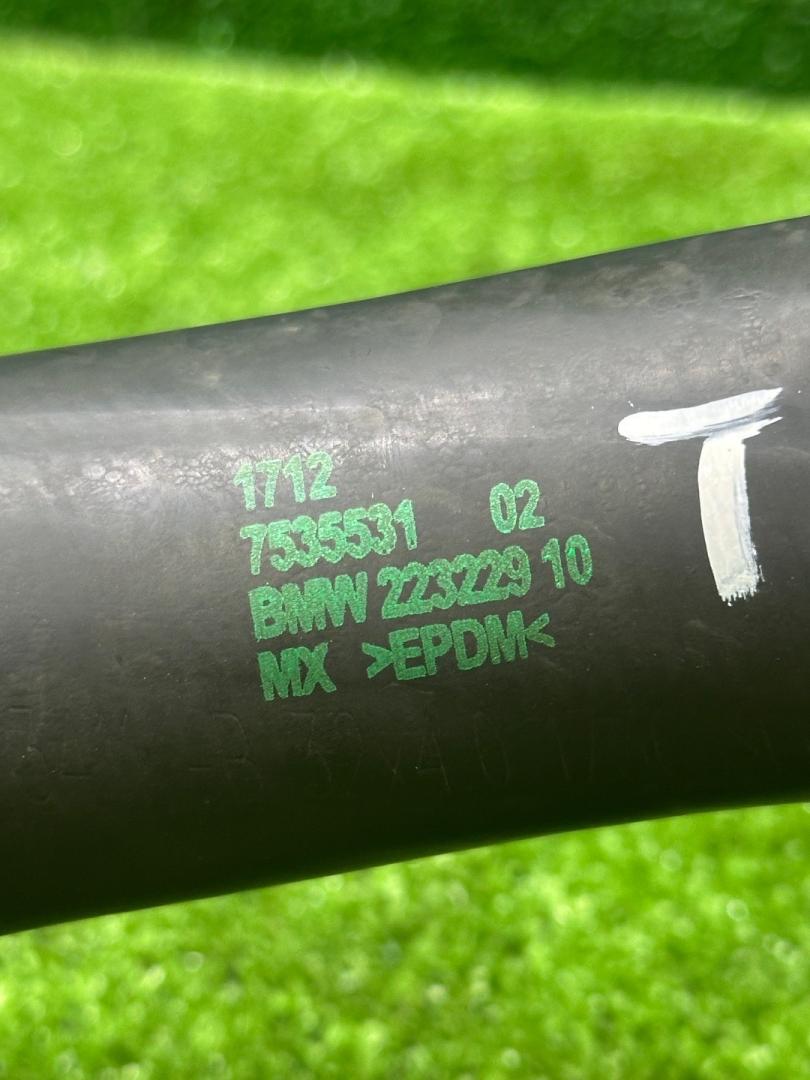 1712
7535531 02
BMW 223229 10
MX >EPDM<
T